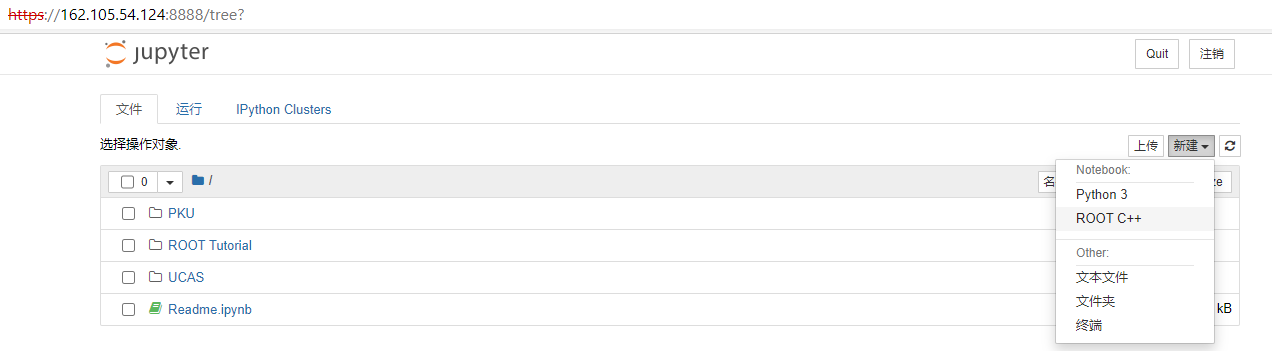 https://162.105.54.124:8888/tree?
jupyter
Quit 注销
文件 运行 IPython Clusters
选择操作对象.
上传 新建
0 / 名 ze
Notebook:
Python 3
ROOT C++
Other:
文本文件
文件夹
终端
PKU
ROOT Tutorial
UCAS
Readme.ipynb kB